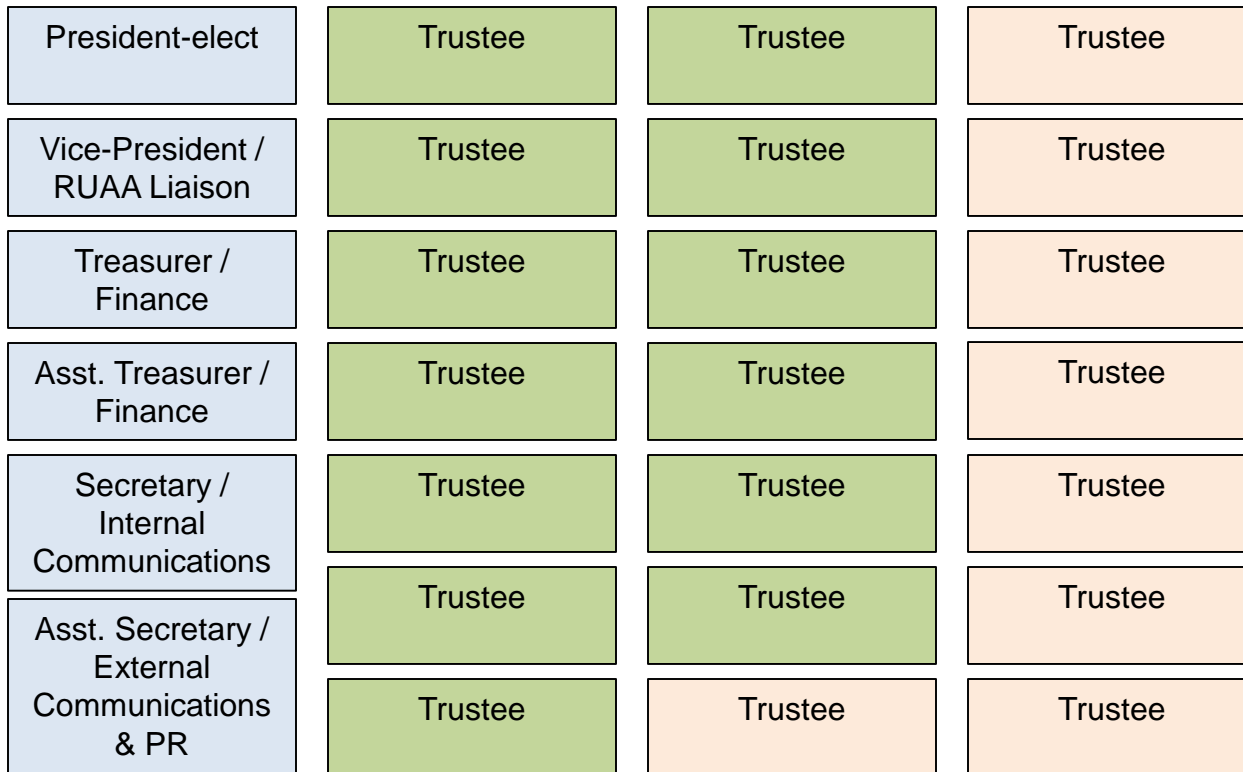 President-elect
Trustee
Trustee
Trustee
Vice-President /
RUAA Liaison
Trustee
Trustee
Trustee
Treasurer /
Finance
Trustee
Trustee
Trustee
Asst. Treasurer /
Finance
Trustee
Trustee
Trustee
Secretary /
Internal
Communications
Trustee
Trustee
Trustee
Asst. Secretary /
External
Communications
& PR
Trustee
Trustee
Trustee
Trustee
Trustee
Trustee